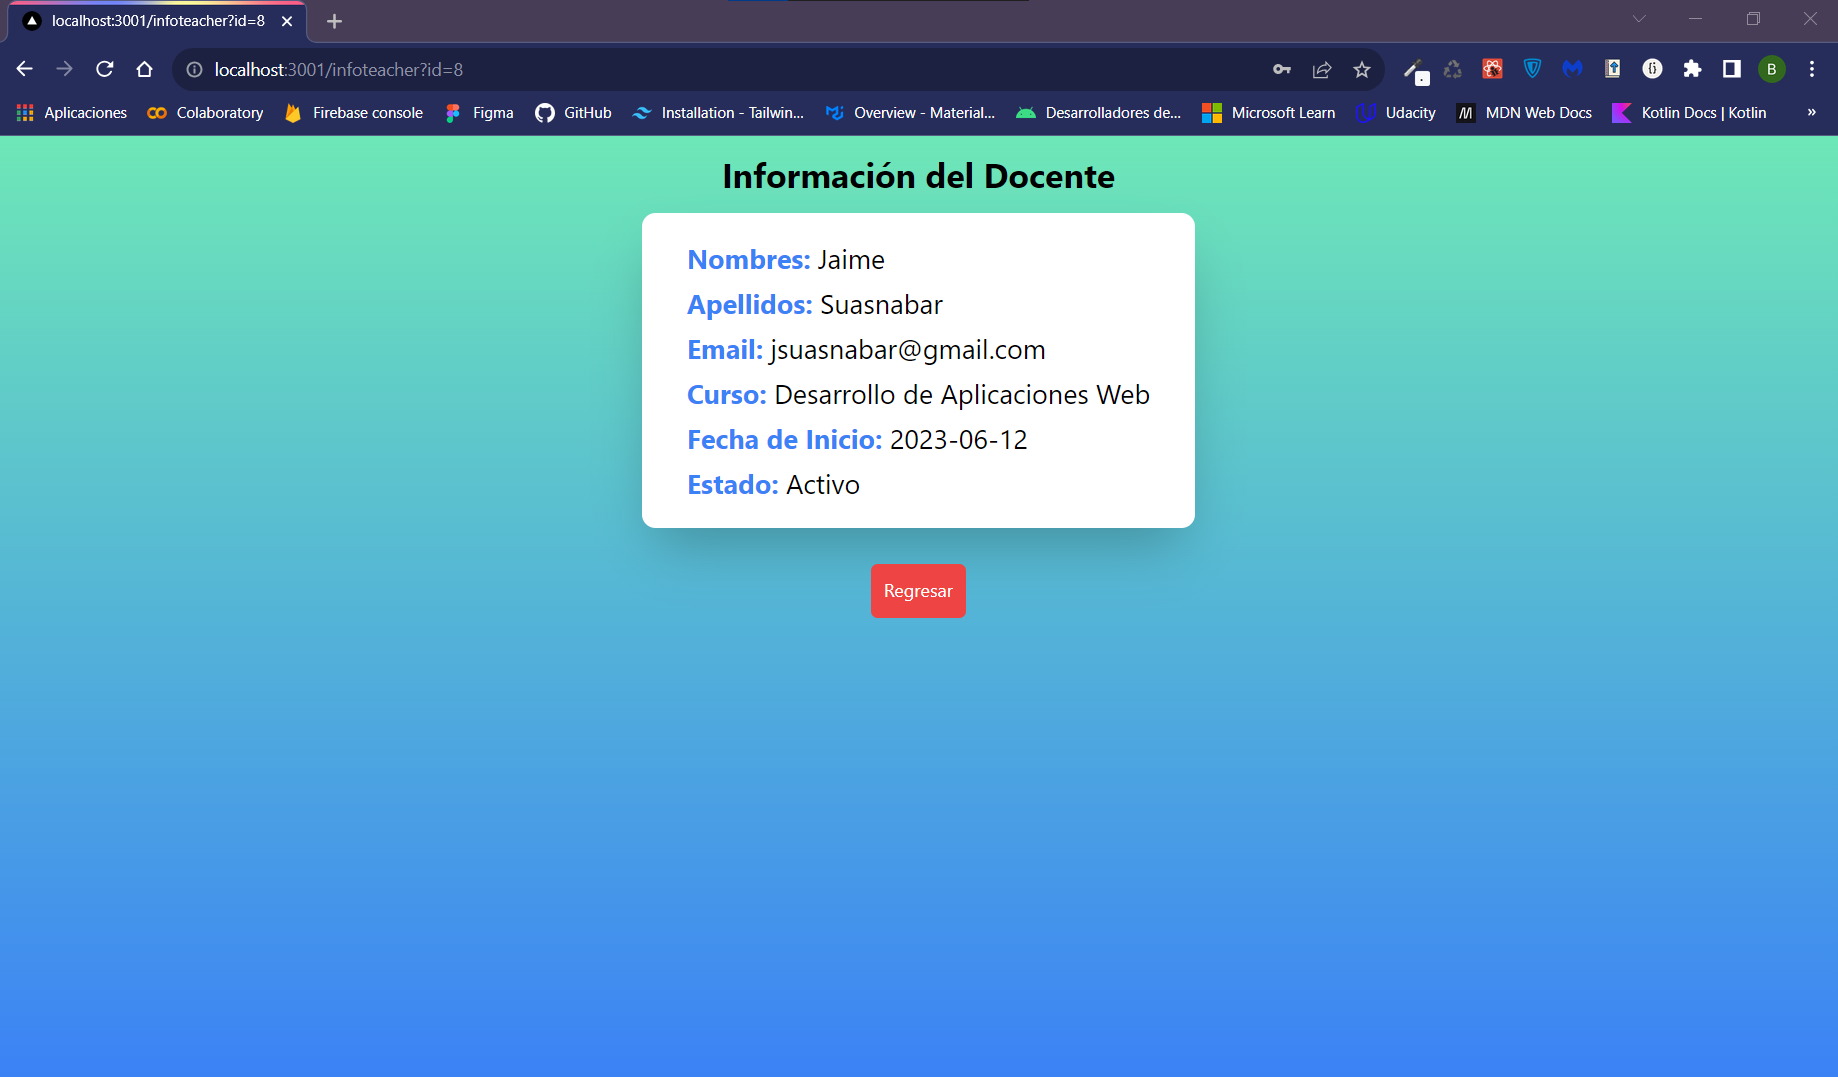 localhost:3001/infoteacher?id=8
localhost:3001/infoteacher?id=8
B
Aplicaciones Colaboratory Firebase console Figma GitHub Installation - Tailwin... Overview - Material... Desarrolladores de... Microsoft Learn Udacity MDN Web Docs Kotlin Docs | Kotlin »
Información del Docente
Nombres: Jaime
Apellidos: Suasnabar
Email: jsuasnabar@gmail.com
Curso: Desarrollo de Aplicaciones Web
Fecha de Inicio: 2023-06-12
Estado: Activo
Regresar